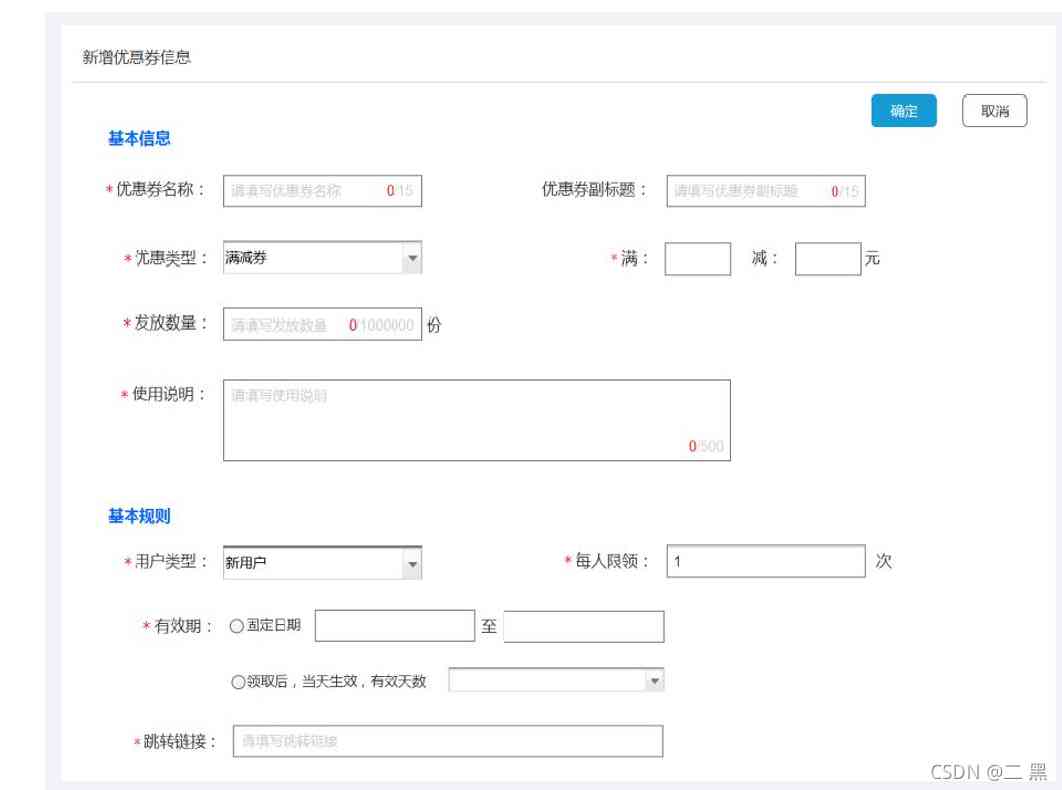 新增优惠券信息
确定 取消
基本信息
*优惠券名称： 请填写优惠券名称 0/15 优惠券副标题： 请填写优惠券副标题 0/15
*优惠类型： 满减券 *满： 减： 元
*发放数量： 请填写发放数量 0/1000000 份
*使用说明： 请填写使用说明
0/500
基本规则
*用户类型： 新用户 *每人限领： 1 次
*有效期： 固定日期 至
领取后，当天生效，有效天数
*跳转链接： 请填写跳转链接
CSDN @二 黑